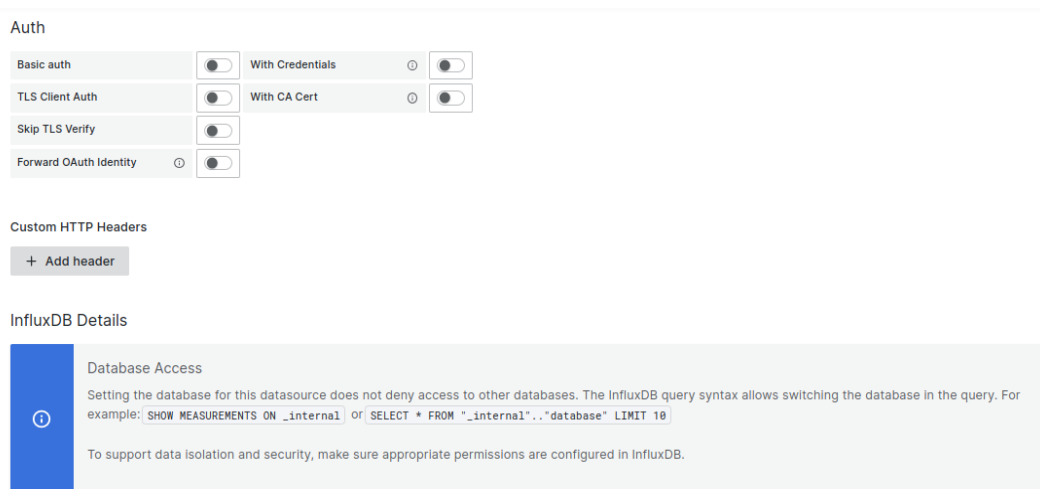 Auth
Basic auth
With Credentials
TLS Client Auth
With CA Cert
Skip TLS Verify
Forward OAuth Identity
Custom HTTP Headers
+ Add header
InfluxDB Details
Database Access
Setting the database for this datasource does not deny access to other databases. The InfluxDB query syntax allows switching the database in the query. For
example: SHOW MEASUREMENTS ON _internal or SELECT * FROM "_internal".."database" LIMIT 10
To support data isolation and security, make sure appropriate permissions are configured in InfluxDB.